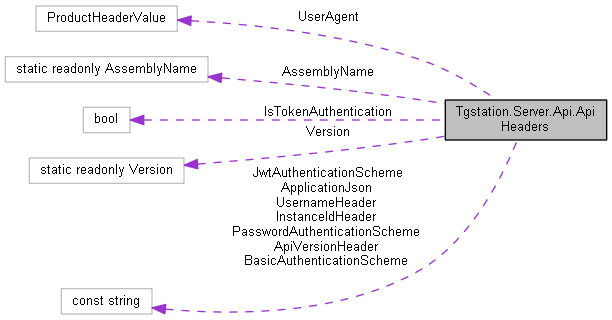 ProductHeaderValue
UserAgent
static readonly AssemblyName
AssemblyName
Tgstation.Server.Api.Api
Headers
bool
IsTokenAuthentication
Version
static readonly Version
JwtAuthenticationScheme
ApplicationJson
UsernameHeader
InstanceIdHeader
PasswordAuthenticationScheme
ApiVersionHeader
BasicAuthenticationScheme
const string